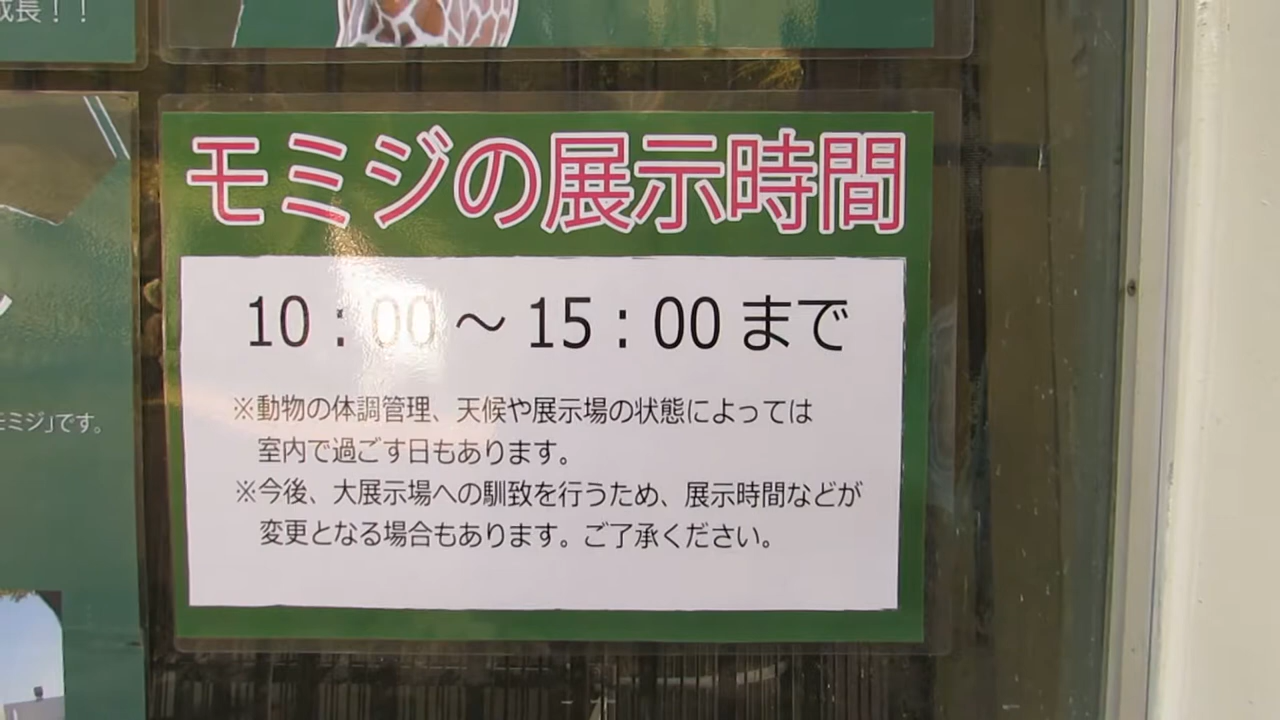 成長！！
モミジの展示時間
10：00～15：00まで
※動物の体調管理、天候や展示場の状態によっては
室内で過ごす日もあります。
モミジ」です。
※今後、大展示場への馴致を行うため、展示時間などが
変更となる場合もあります。ご了承ください。